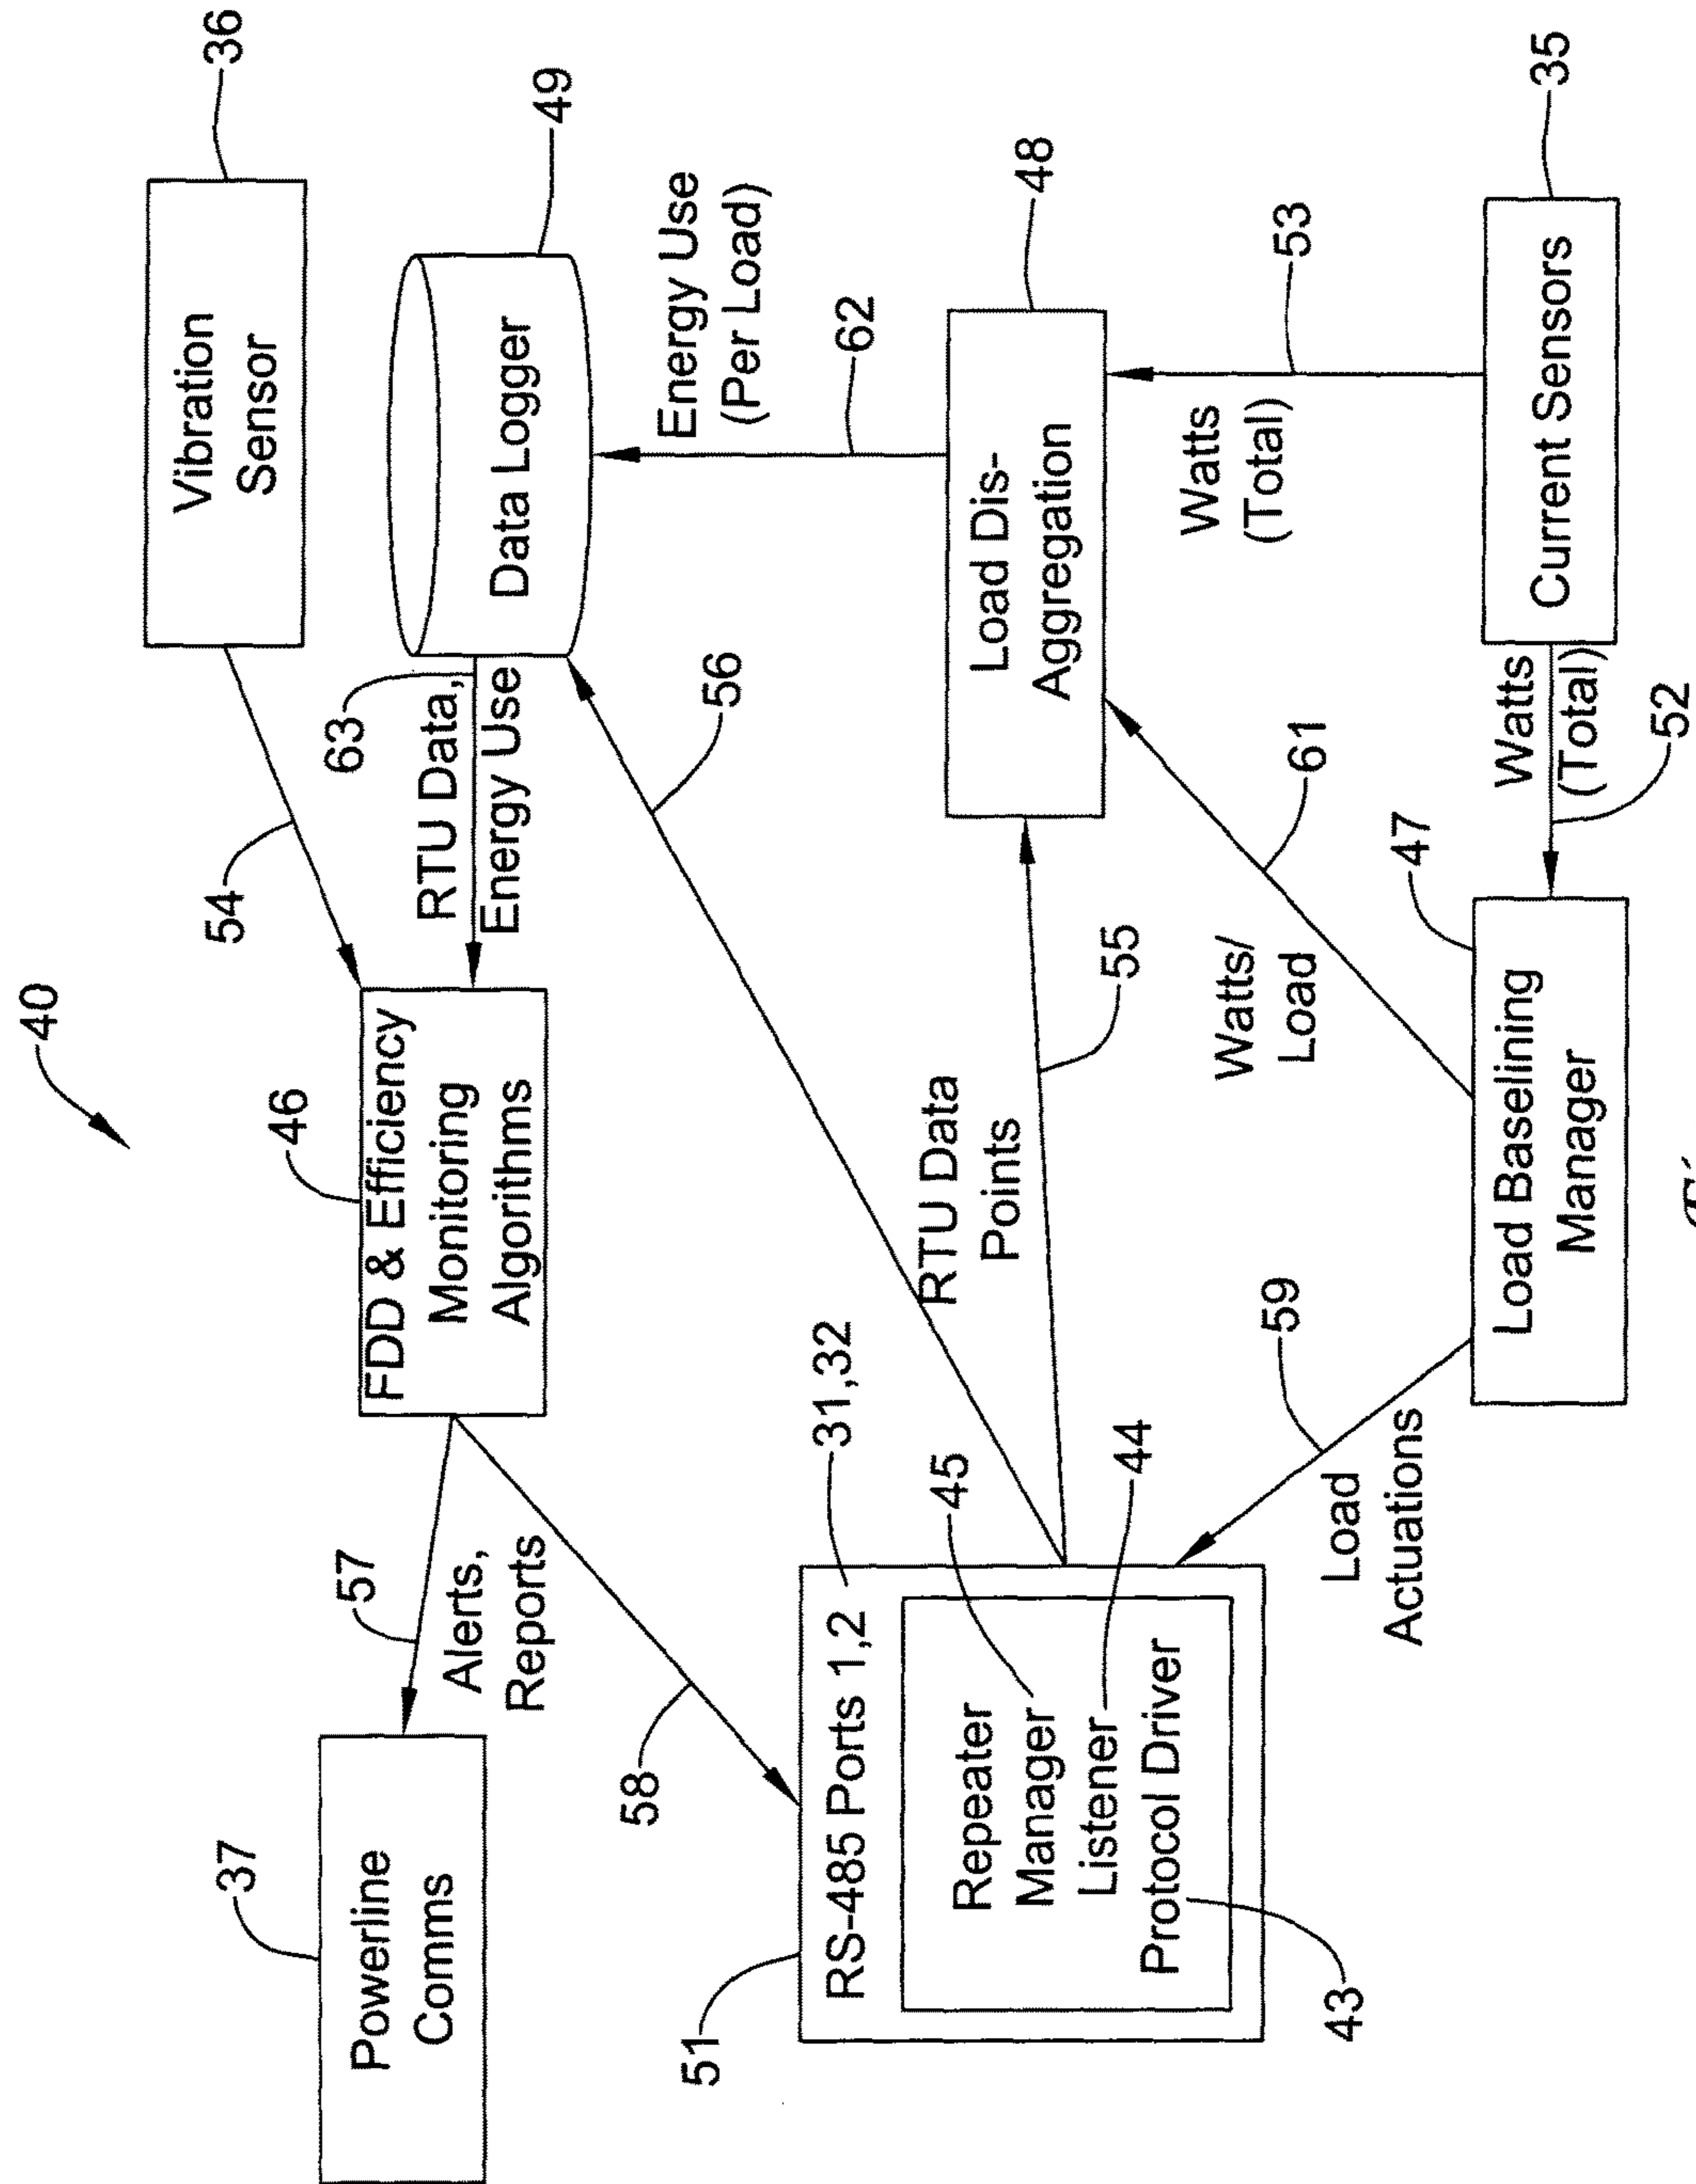 40
37
Powerline
Comms
57
Alerts,
Reports
46
FDD & Efficiency
Monitoring
Algorithms
54
Vibration
Sensor
36
63
RTU Data,
Energy Use
Data Logger
49
58
56
Energy Use
(Per Load)
62
51
RS-485 Ports 1,2
31,32
Repeater
Manager
45
Listener
44
Protocol Driver
43
RTU Data
Points
55
Load Dis-
Aggregation
48
Load
Actuations
59
Watts/
Load
61
Watts
(Total)
53
47
Load Baselining
Manager
Watts
(Total)
52
Current Sensors
35